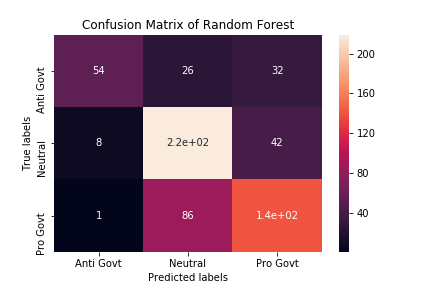 Confusion Matrix of Random Forest
True labels
Anti Govt
54 26 32
Neutral
8 2.2e+02 42
Pro Govt
1 86 1.4e+02
Anti Govt Neutral Pro Govt
Predicted labels
200
160
120
80
40